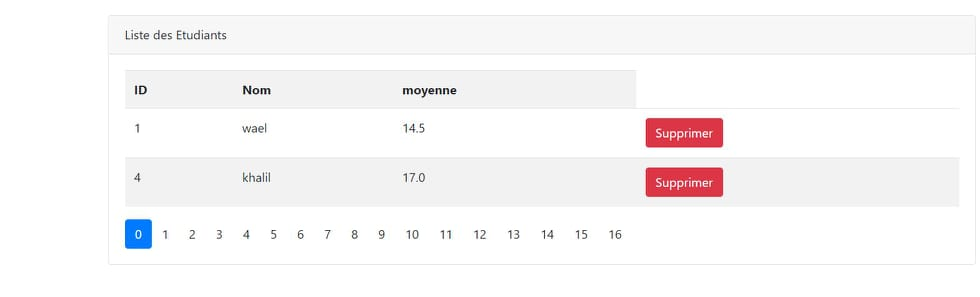 Liste des Etudiants
ID Nom moyenne
1 wael 14.5 Supprimer
4 khalil 17.0 Supprimer
0 1 2 3 4 5 6 7 8 9 10 11 12 13 14 15 16